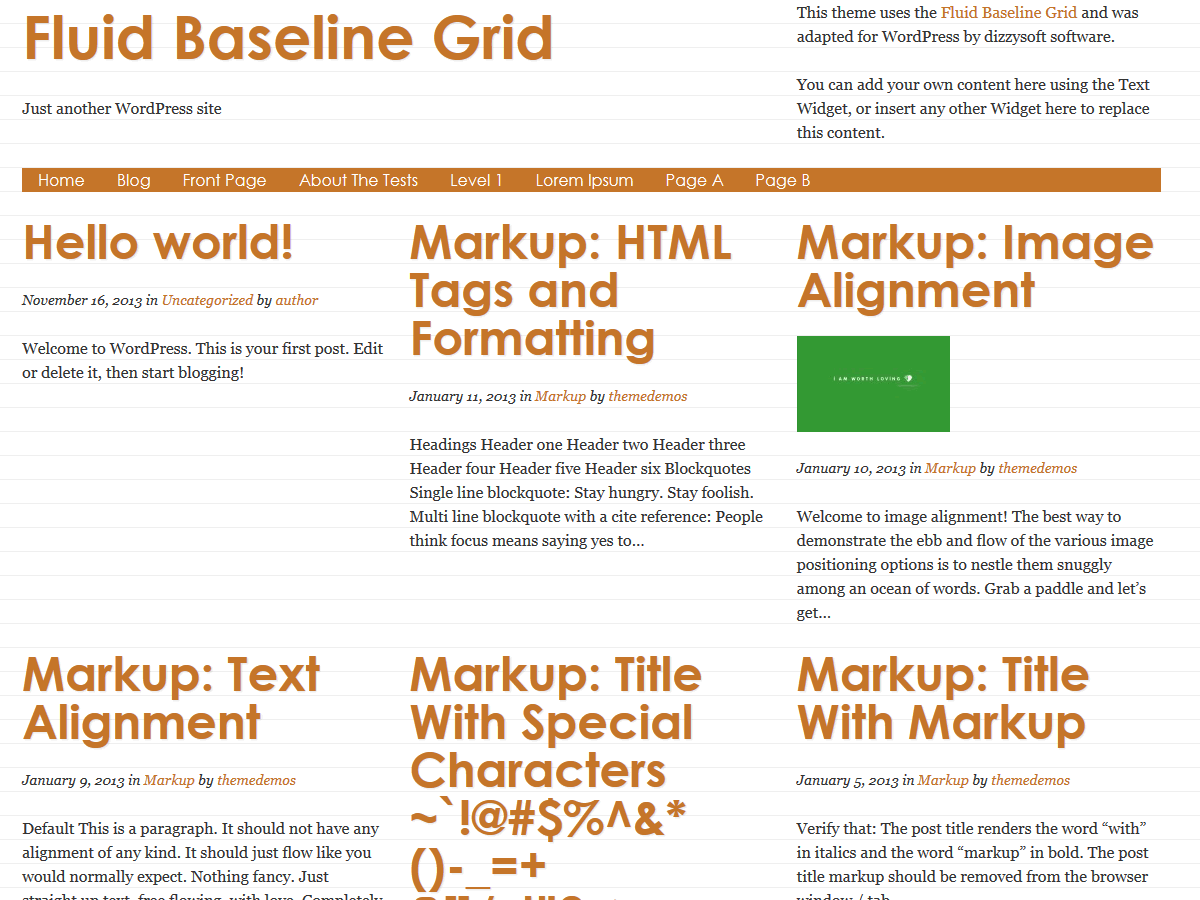 Fluid Baseline Grid
Just another WordPress site
This theme uses the Fluid Baseline Grid and was
adapted for WordPress by dizzysoft software.
You can add your own content here using the Text
Widget, or insert any other Widget here to replace
this content.
Home Blog Front Page About The Tests Level 1 Lorem Ipsum Page A Page B
Hello world!
November 16, 2013 in Uncategorized by author
Welcome to WordPress. This is your first post. Edit
or delete it, then start blogging!
Markup: HTML
Tags and
Formatting
January 11, 2013 in Markup by themedemos
Headings Header one Header two Header three
Header four Header five Header six Blockquotes
Single line blockquote: Stay hungry. Stay foolish.
Multi line blockquote with a cite reference: People
think focus means saying yes to...
Markup: Image
Alignment
I AM WORTH LOVING
January 10, 2013 in Markup by themedemos
Welcome to image alignment! The best way to
demonstrate the ebb and flow of the various image
positioning options is to nestle them snuggly
among an ocean of words. Grab a paddle and let’s
get...
Markup: Text
Alignment
January 9, 2013 in Markup by themedemos
Default This is a paragraph. It should not have any
alignment of any kind. It should just flow like you
would normally expect. Nothing fancy. Just
straight up text, free flowing, with love. Completely
Markup: Title
With Special
Characters
~`!@#$%^&*
()-_=+
Markup: Title
With Markup
January 5, 2013 in Markup by themedemos
Verify that: The post title renders the word “with”
in italics and the word “markup” in bold. The post
title markup should be removed from the browser
window / tab.